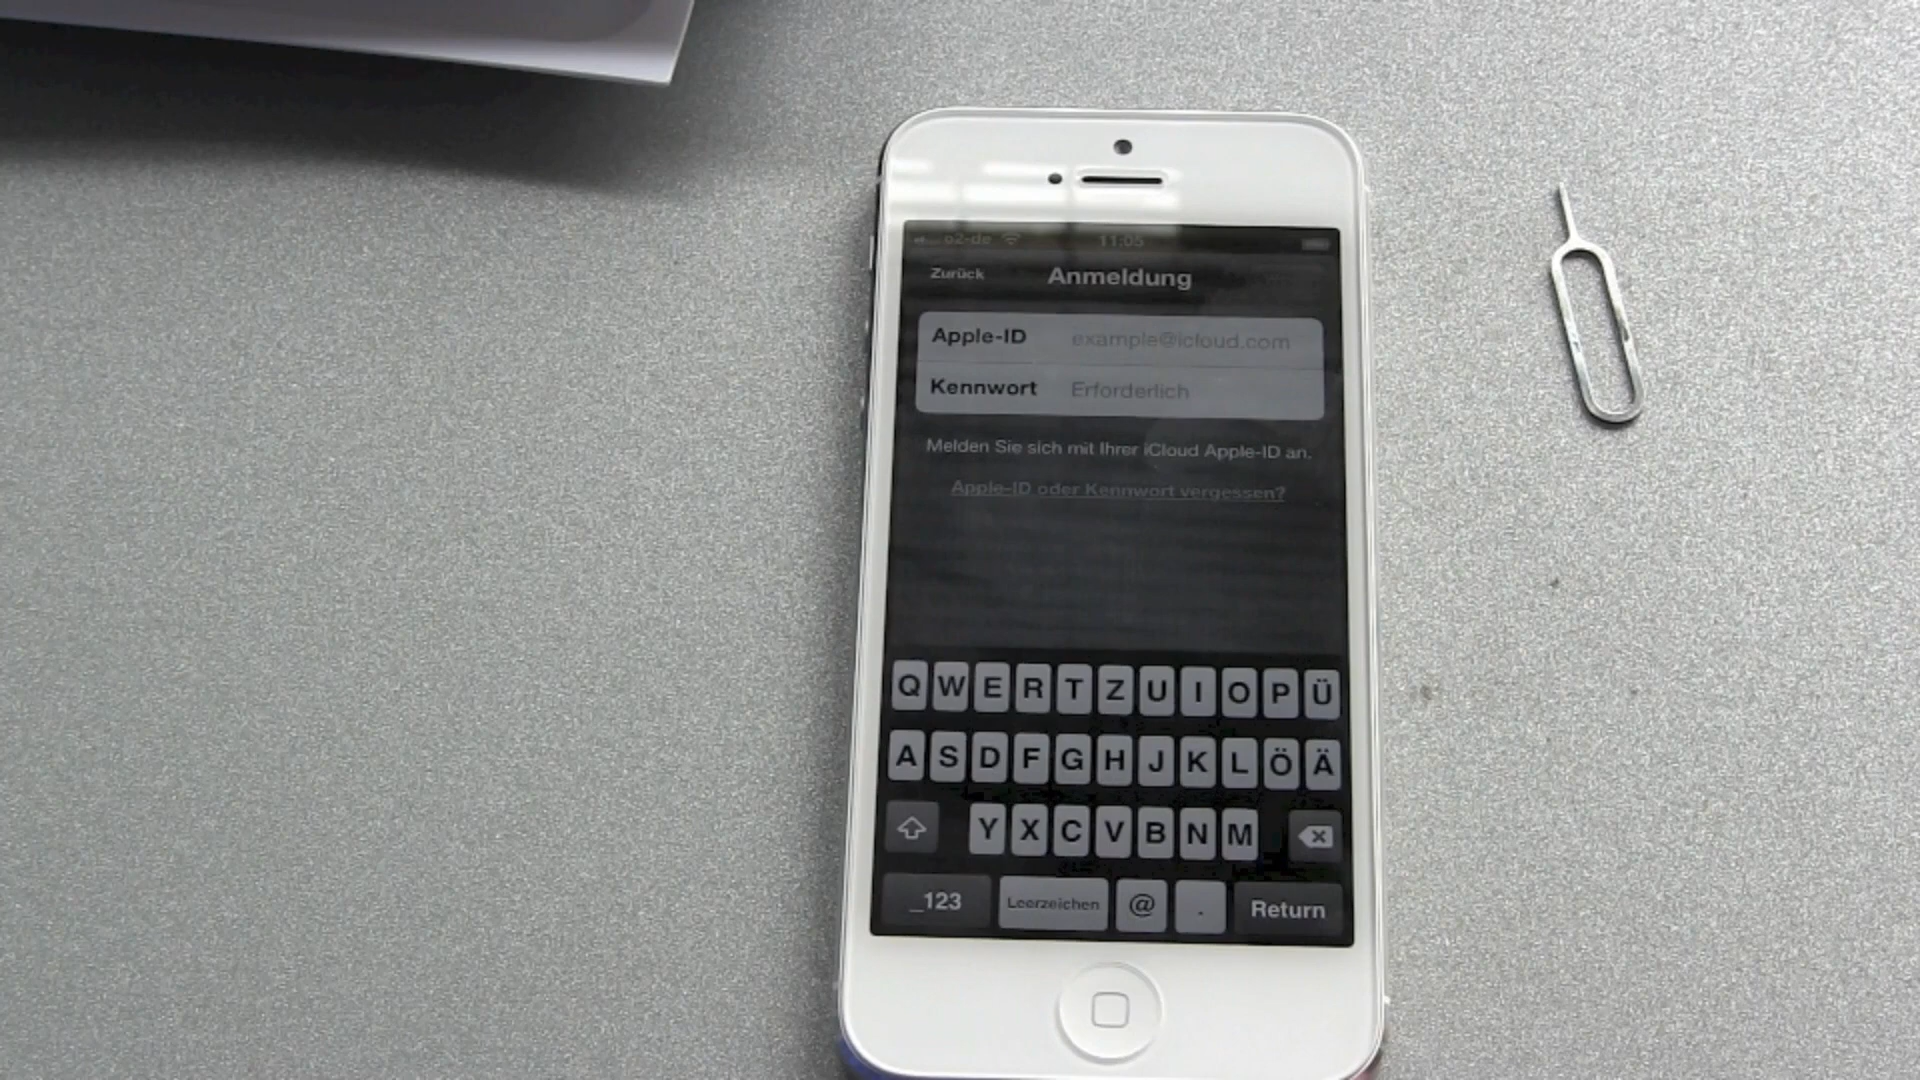 o2-de 11:05
Zurück Anmeldung
Apple-ID example@icloud.com
Kennwort Erforderlich
Melden Sie sich mit Ihrer iCloud Apple-ID an.
Apple-ID oder Kennwort vergessen?
Q W E R T Z U I O P Ü
A S D F G H J K L Ö Ä
Y X C V B N M
_123 Leerzeichen @ . Return